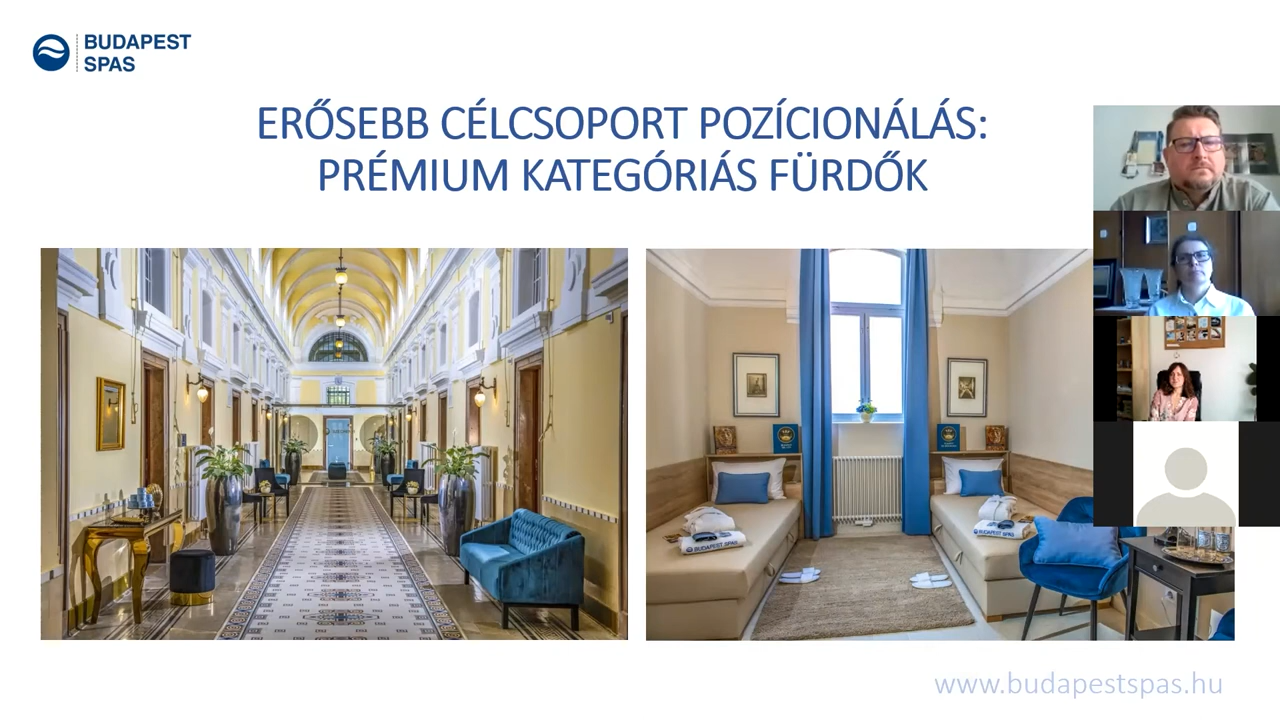 BUDAPEST
SPAS
ERŐSEBB CÉLCSOPORT POZÍCIONÁLÁS:
PRÉMIUM KATEGÓRIÁS FÜRDŐK
BUDAPEST SPAS
BUDAPEST SPAS
www.budapestspas.hu